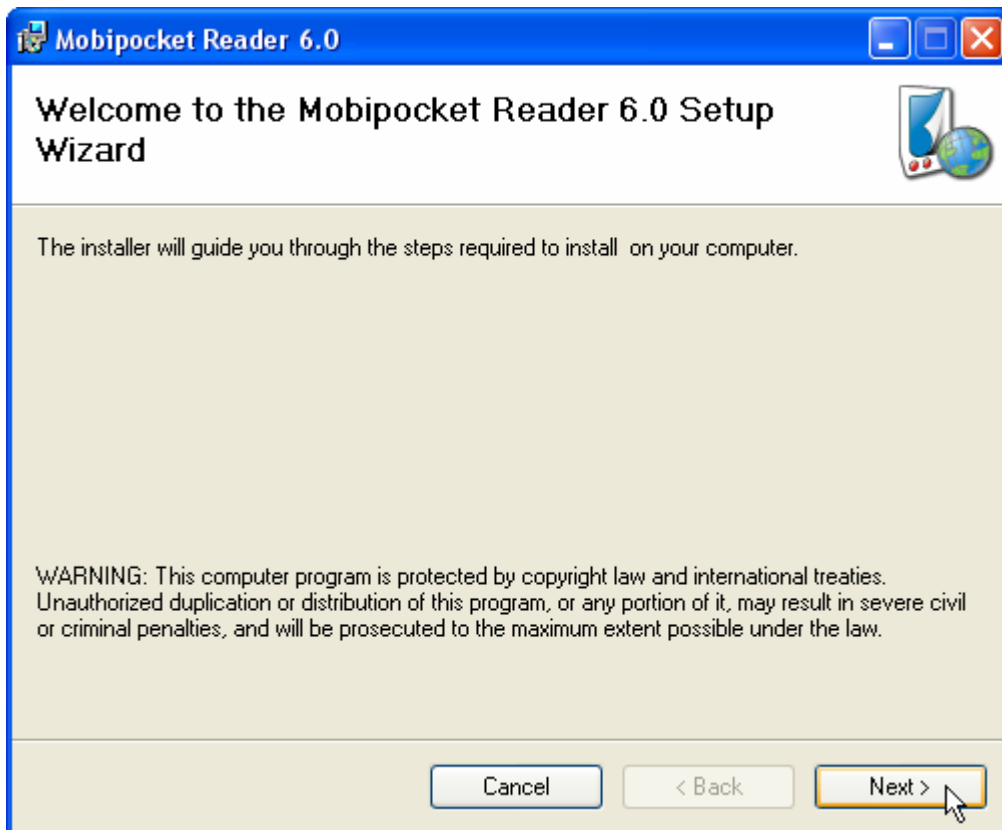 Mobipocket Reader 6.0
Welcome to the Mobipocket Reader 6.0 Setup
Wizard
The installer will guide you through the steps required to install  on your computer.
WARNING: This computer program is protected by copyright law and international treaties.
Unauthorized duplication or distribution of this program, or any portion of it, may result in severe civil
or criminal penalties, and will be prosecuted to the maximum extent possible under the law.
Cancel < Back Next >